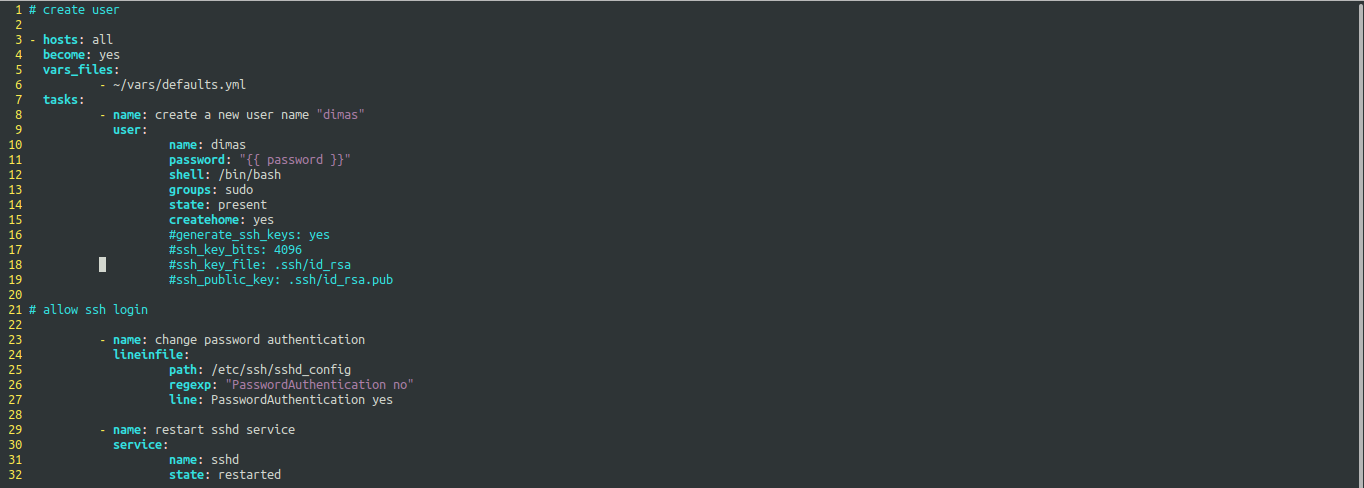 1 # create user
2
3 - hosts: all
4   become: yes
5   vars_files:
6           - ~/vars/defaults.yml
7   tasks:
8           - name: create a new user name "dimas"
9             user:
10                    name: dimas
11                    password: "{{ password }}"
12                    shell: /bin/bash
13                    groups: sudo
14                    state: present
15                    createhome: yes
16                    #generate_ssh_keys: yes
17                    #ssh_key_bits: 4096
18                    #ssh_key_file: .ssh/id_rsa
19                    #ssh_public_key: .ssh/id_rsa.pub
20
21 # allow ssh login
22
23           - name: change password authentication
24             lineinfile:
25                    path: /etc/ssh/sshd_config
26                    regexp: "PasswordAuthentication no"
27                    line: PasswordAuthentication yes
28
29           - name: restart sshd service
30             service:
31                    name: sshd
32                    state: restarted